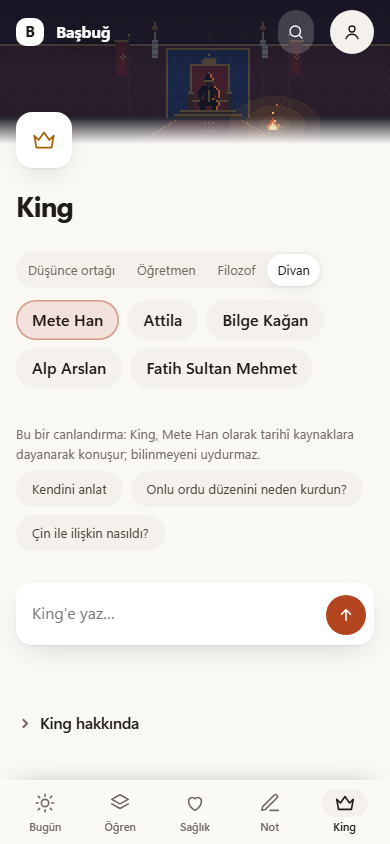 B Başbuğ
King
Düşünce ortağı Öğretmen Filozof Divan
Mete Han Attila Bilge Kağan
Alp Arslan Fatih Sultan Mehmet
Bu bir canlandırma: King, Mete Han olarak tarihî kaynaklara
dayanarak konuşur; bilinmeyeni uydurmaz.
Kendini anlat Onlu ordu düzenini neden kurdun?
Çin ile ilişkin nasıldı?
King'e yaz...
King hakkında
Bugün Öğren Sağlık Not King